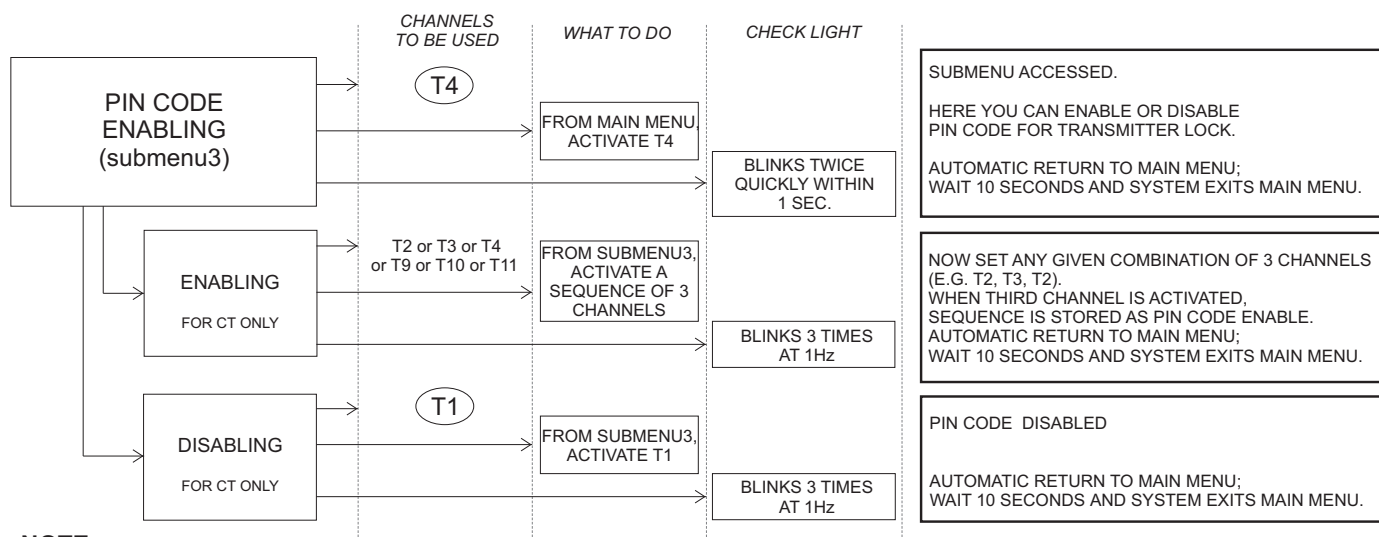 CHANNELS
TO BE USED
WHAT TO DO
CHECK LIGHT
PIN CODE
ENABLING
(submenu3)
T4
FROM MAIN MENU,
ACTIVATE T4
BLINKS TWICE
QUICKLY WITHIN
1 SEC.
SUBMENU ACCESSED.
HERE YOU CAN ENABLE OR DISABLE
PIN CODE FOR TRANSMITTER LOCK.
AUTOMATIC RETURN TO MAIN MENU;
WAIT 10 SECONDS AND SYSTEM EXITS MAIN MENU.
ENABLING
FOR CT ONLY
T2 or T3 or T4
or T9 or T10 or T11
FROM SUBMENU3,
ACTIVATE A
SEQUENCE OF 3
CHANNELS
BLINKS 3 TIMES
AT 1Hz
NOW SET ANY GIVEN COMBINATION OF 3 CHANNELS
(E.G. T2, T3, T2).
WHEN THIRD CHANNEL IS ACTIVATED,
SEQUENCE IS STORED AS PIN CODE ENABLE.
AUTOMATIC RETURN TO MAIN MENU;
WAIT 10 SECONDS AND SYSTEM EXITS MAIN MENU.
DISABLING
FOR CT ONLY
T1
FROM SUBMENU3,
ACTIVATE T1
BLINKS 3 TIMES
AT 1Hz
PIN CODE DISABLED
AUTOMATIC RETURN TO MAIN MENU;
WAIT 10 SECONDS AND SYSTEM EXITS MAIN MENU.